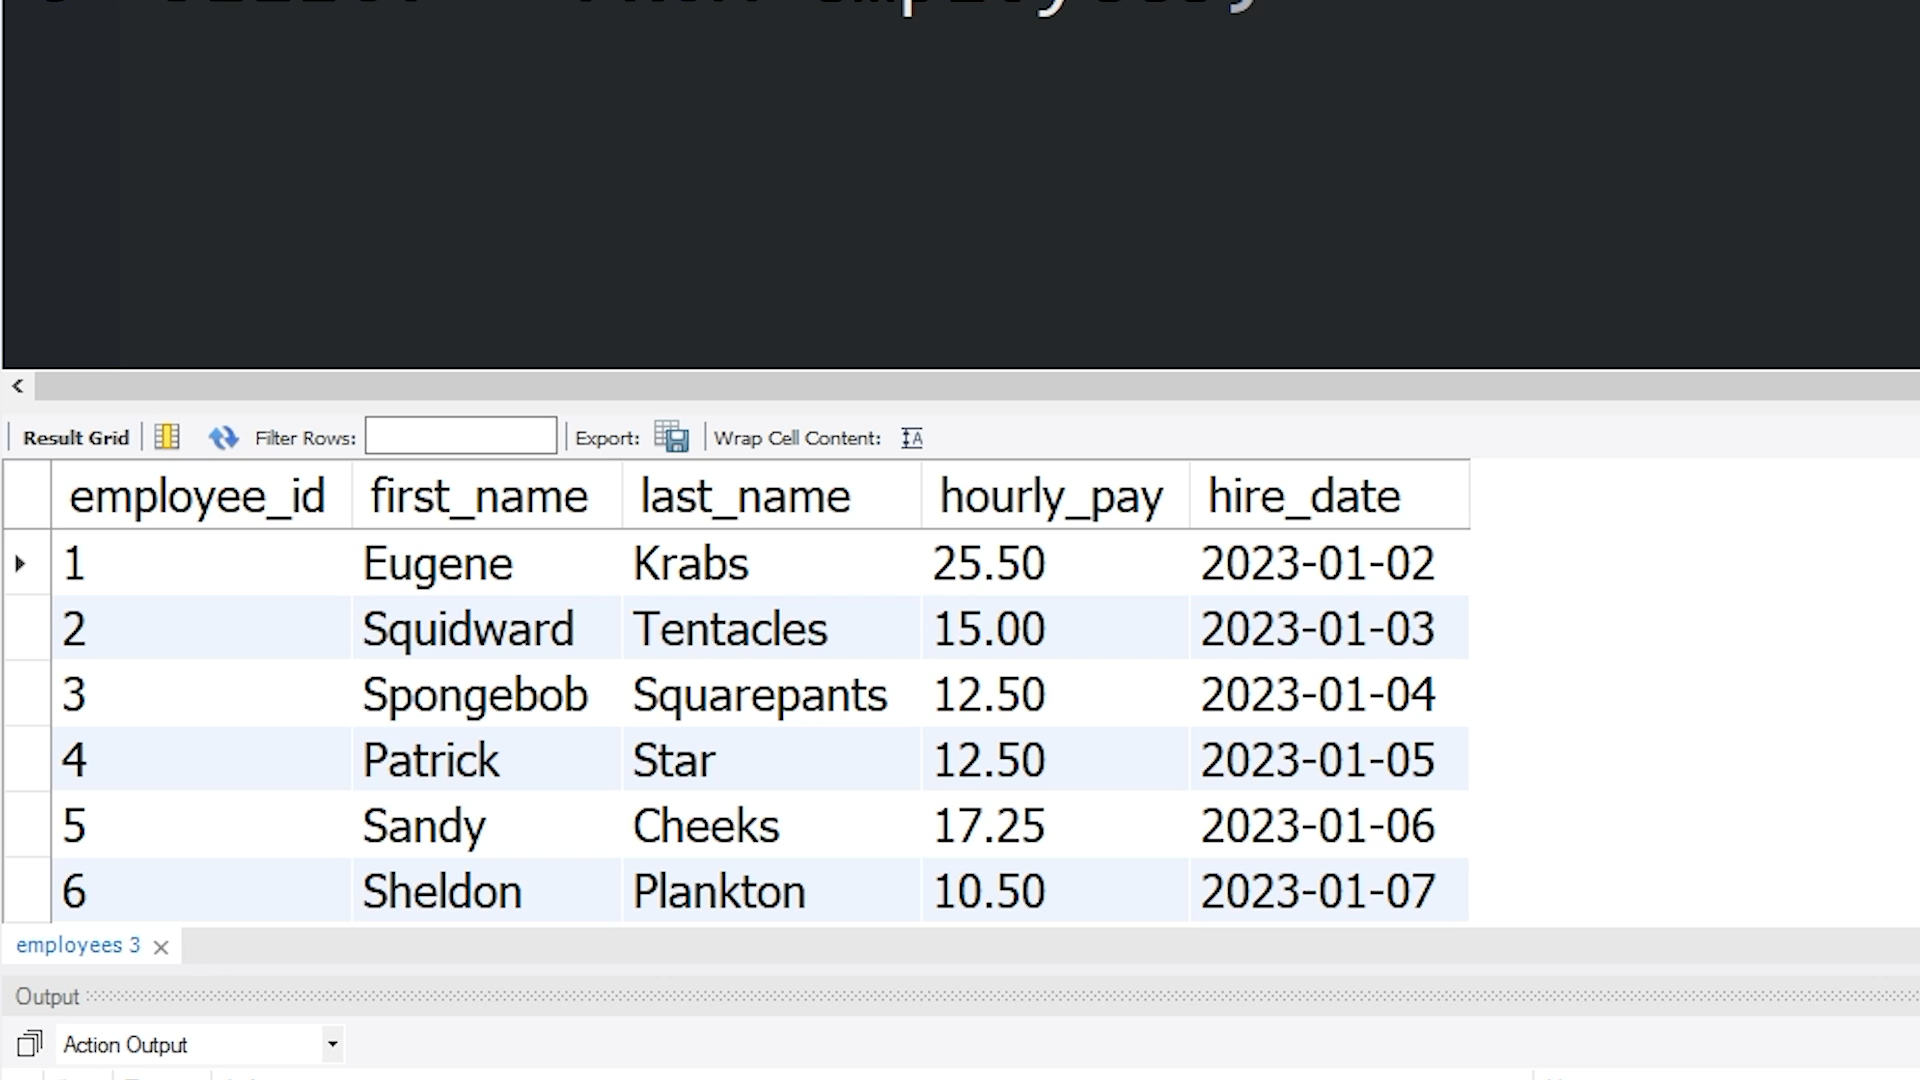 employees;
Result Grid Filter Rows: Export: Wrap Cell Content:
employee_id first_name last_name hourly_pay hire_date
1 Eugene Krabs 25.50 2023-01-02
2 Squidward Tentacles 15.00 2023-01-03
3 Spongebob Squarepants 12.50 2023-01-04
4 Patrick Star 12.50 2023-01-05
5 Sandy Cheeks 17.25 2023-01-06
6 Sheldon Plankton 10.50 2023-01-07
employees 3
Output
Action Output